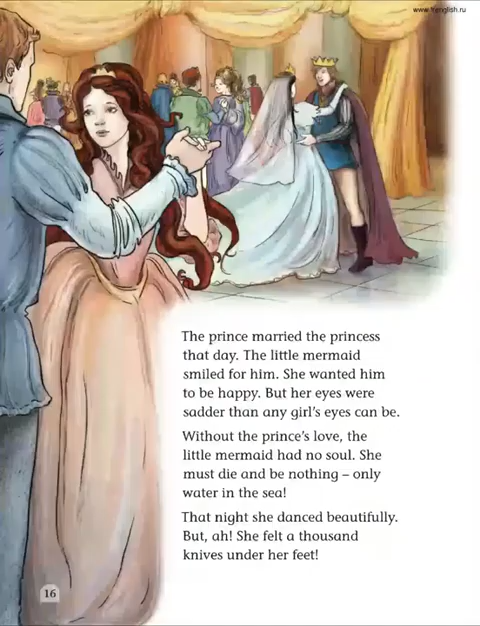 www.frenglish.ru
The prince married the princess
that day. The little mermaid
smiled for him. She wanted him
to be happy. But her eyes were
sadder than any girl's eyes can be.
Without the prince's love, the
little mermaid had no soul. She
must die and be nothing – only
water in the sea!
That night she danced beautifully.
But, ah! She felt a thousand
knives under her feet!
16